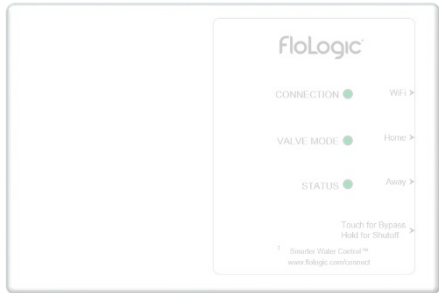 FloLogic
CONNECTION WiFi >
VALVE MODE Home >
STATUS Away >
Touch for Bypass >
Hold for Shutoff
Smarter Water Control™
www.flologic.com/connect